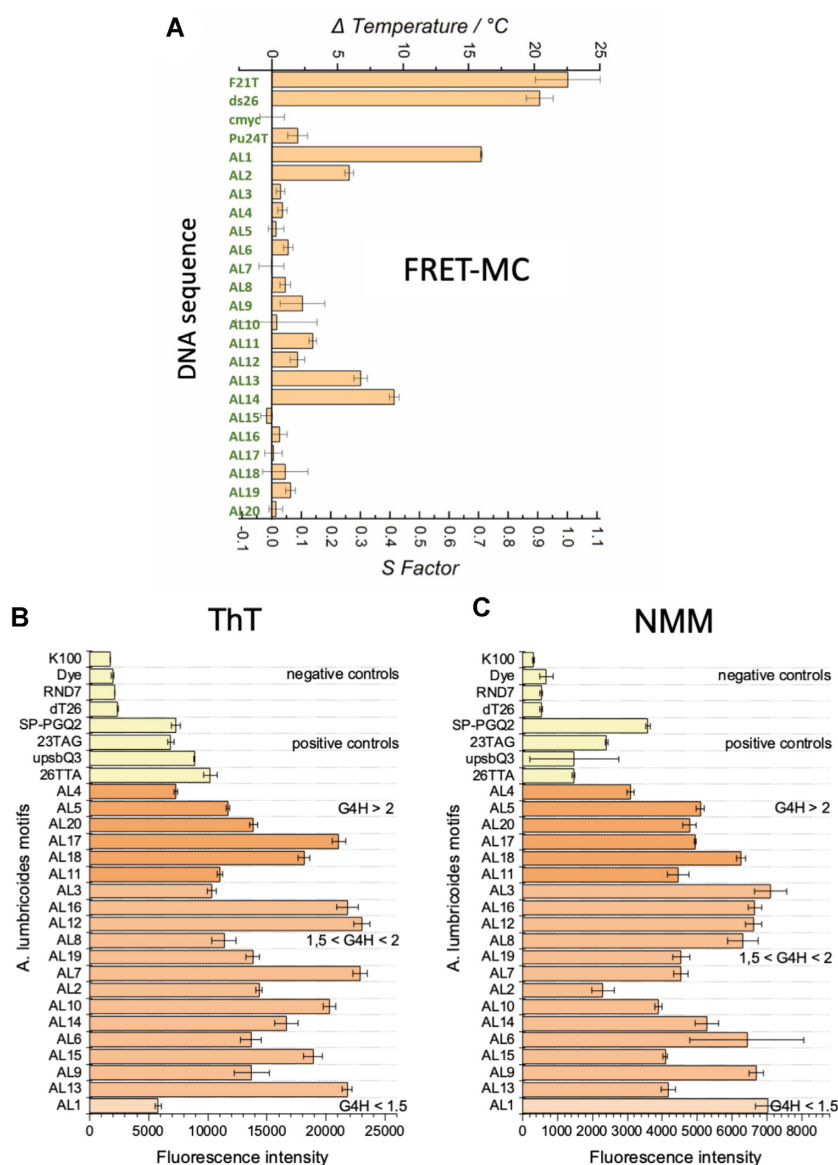 A
Δ Temperature / °C
0 5 10 15 20 25
F21T
ds26
cmyc
Pu24T
AL1
AL2
AL3
AL4
AL5
AL6
AL7
AL8
AL9
AL10
AL11
AL12
AL13
AL14
AL15
AL16
AL17
AL18
AL19
AL20
DNA sequence
FRET-MC
-0.1 0.0 0.1 0.2 0.3 0.4 0.5 0.6 0.7 0.8 0.9 1.0 1.1
S Factor
B
ThT
K100
Dye
RND7
dT26
SP-PGQ2
23TAG
upsbQ3
26TTA
AL4
AL5
AL20
AL17
AL18
AL11
AL3
AL16
AL12
AL8
AL19
AL7
AL2
AL10
AL14
AL6
AL15
AL9
AL13
AL1
negative controls
positive controls
G4H > 2
1,5 < G4H < 2
G4H < 1.5
A. lumbricoides motifs
0 5000 10000 15000 20000 25000
Fluorescence intensity
C
NMM
K100
Dye
RND7
dT26
SP-PGQ2
23TAG
upsbQ3
26TTA
AL4
AL5
AL20
AL17
AL18
AL11
AL3
AL16
AL12
AL8
AL19
AL7
AL2
AL10
AL14
AL6
AL15
AL9
AL13
AL1
negative controls
positive controls
G4H > 2
1,5 < G4H < 2
G4H < 1.5
A. lumbricoides motifs
0 1000 2000 3000 4000 5000 6000 7000 8000
Fluorescence intensity